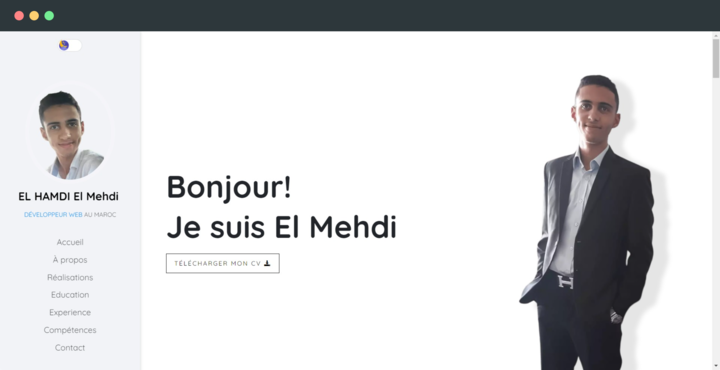 EL HAMDI El Mehdi
DÉVELOPPEUR WEB AU MAROC
Accueil
À propos
Réalisations
Education
Experience
Compétences
Contact
Bonjour!
Je suis El Mehdi
TÉLÉCHARGER MON CV